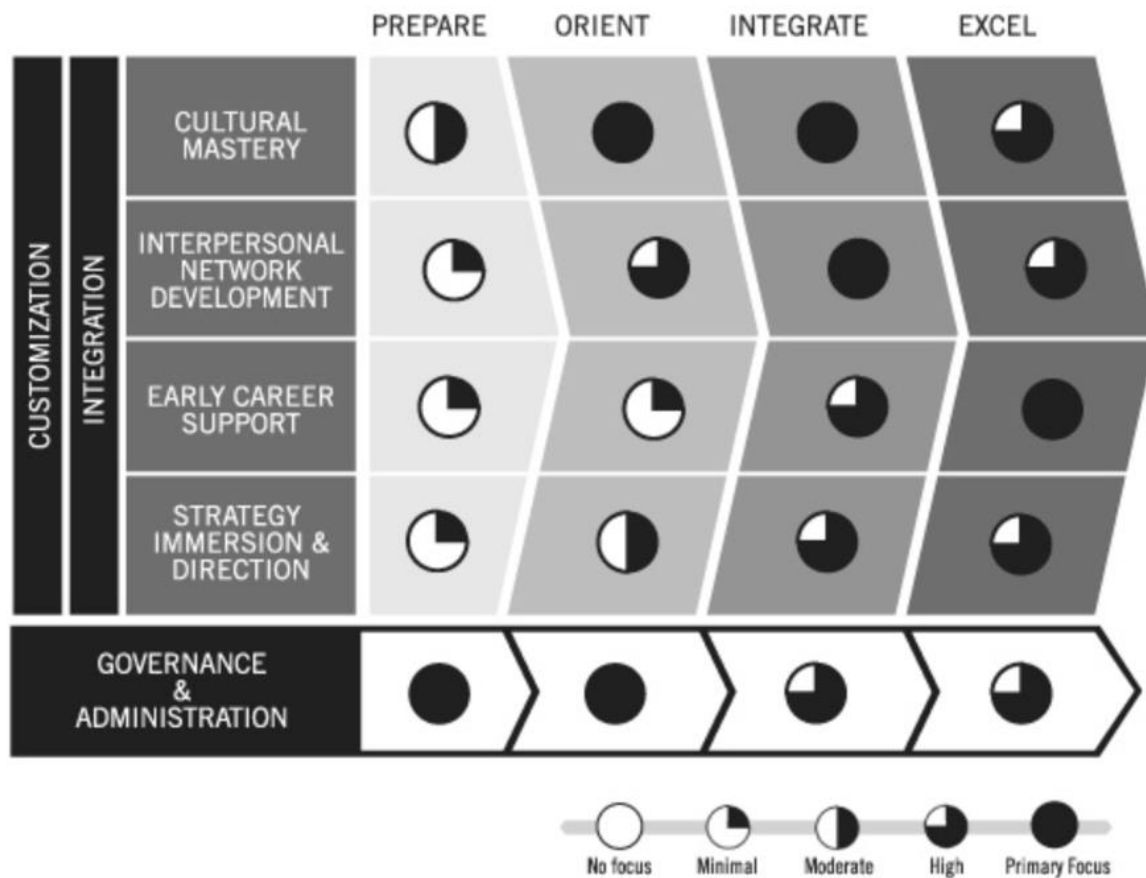 PREPARE
ORIENT
INTEGRATE
EXCEL
CUSTOMIZATION
INTEGRATION
CULTURAL
MASTERY
INTERPERSONAL
NETWORK
DEVELOPMENT
EARLY CAREER
SUPPORT
STRATEGY
IMMERSION &
DIRECTION
GOVERNANCE
&
ADMINISTRATION
No focus
Minimal
Moderate
High
Primary Focus